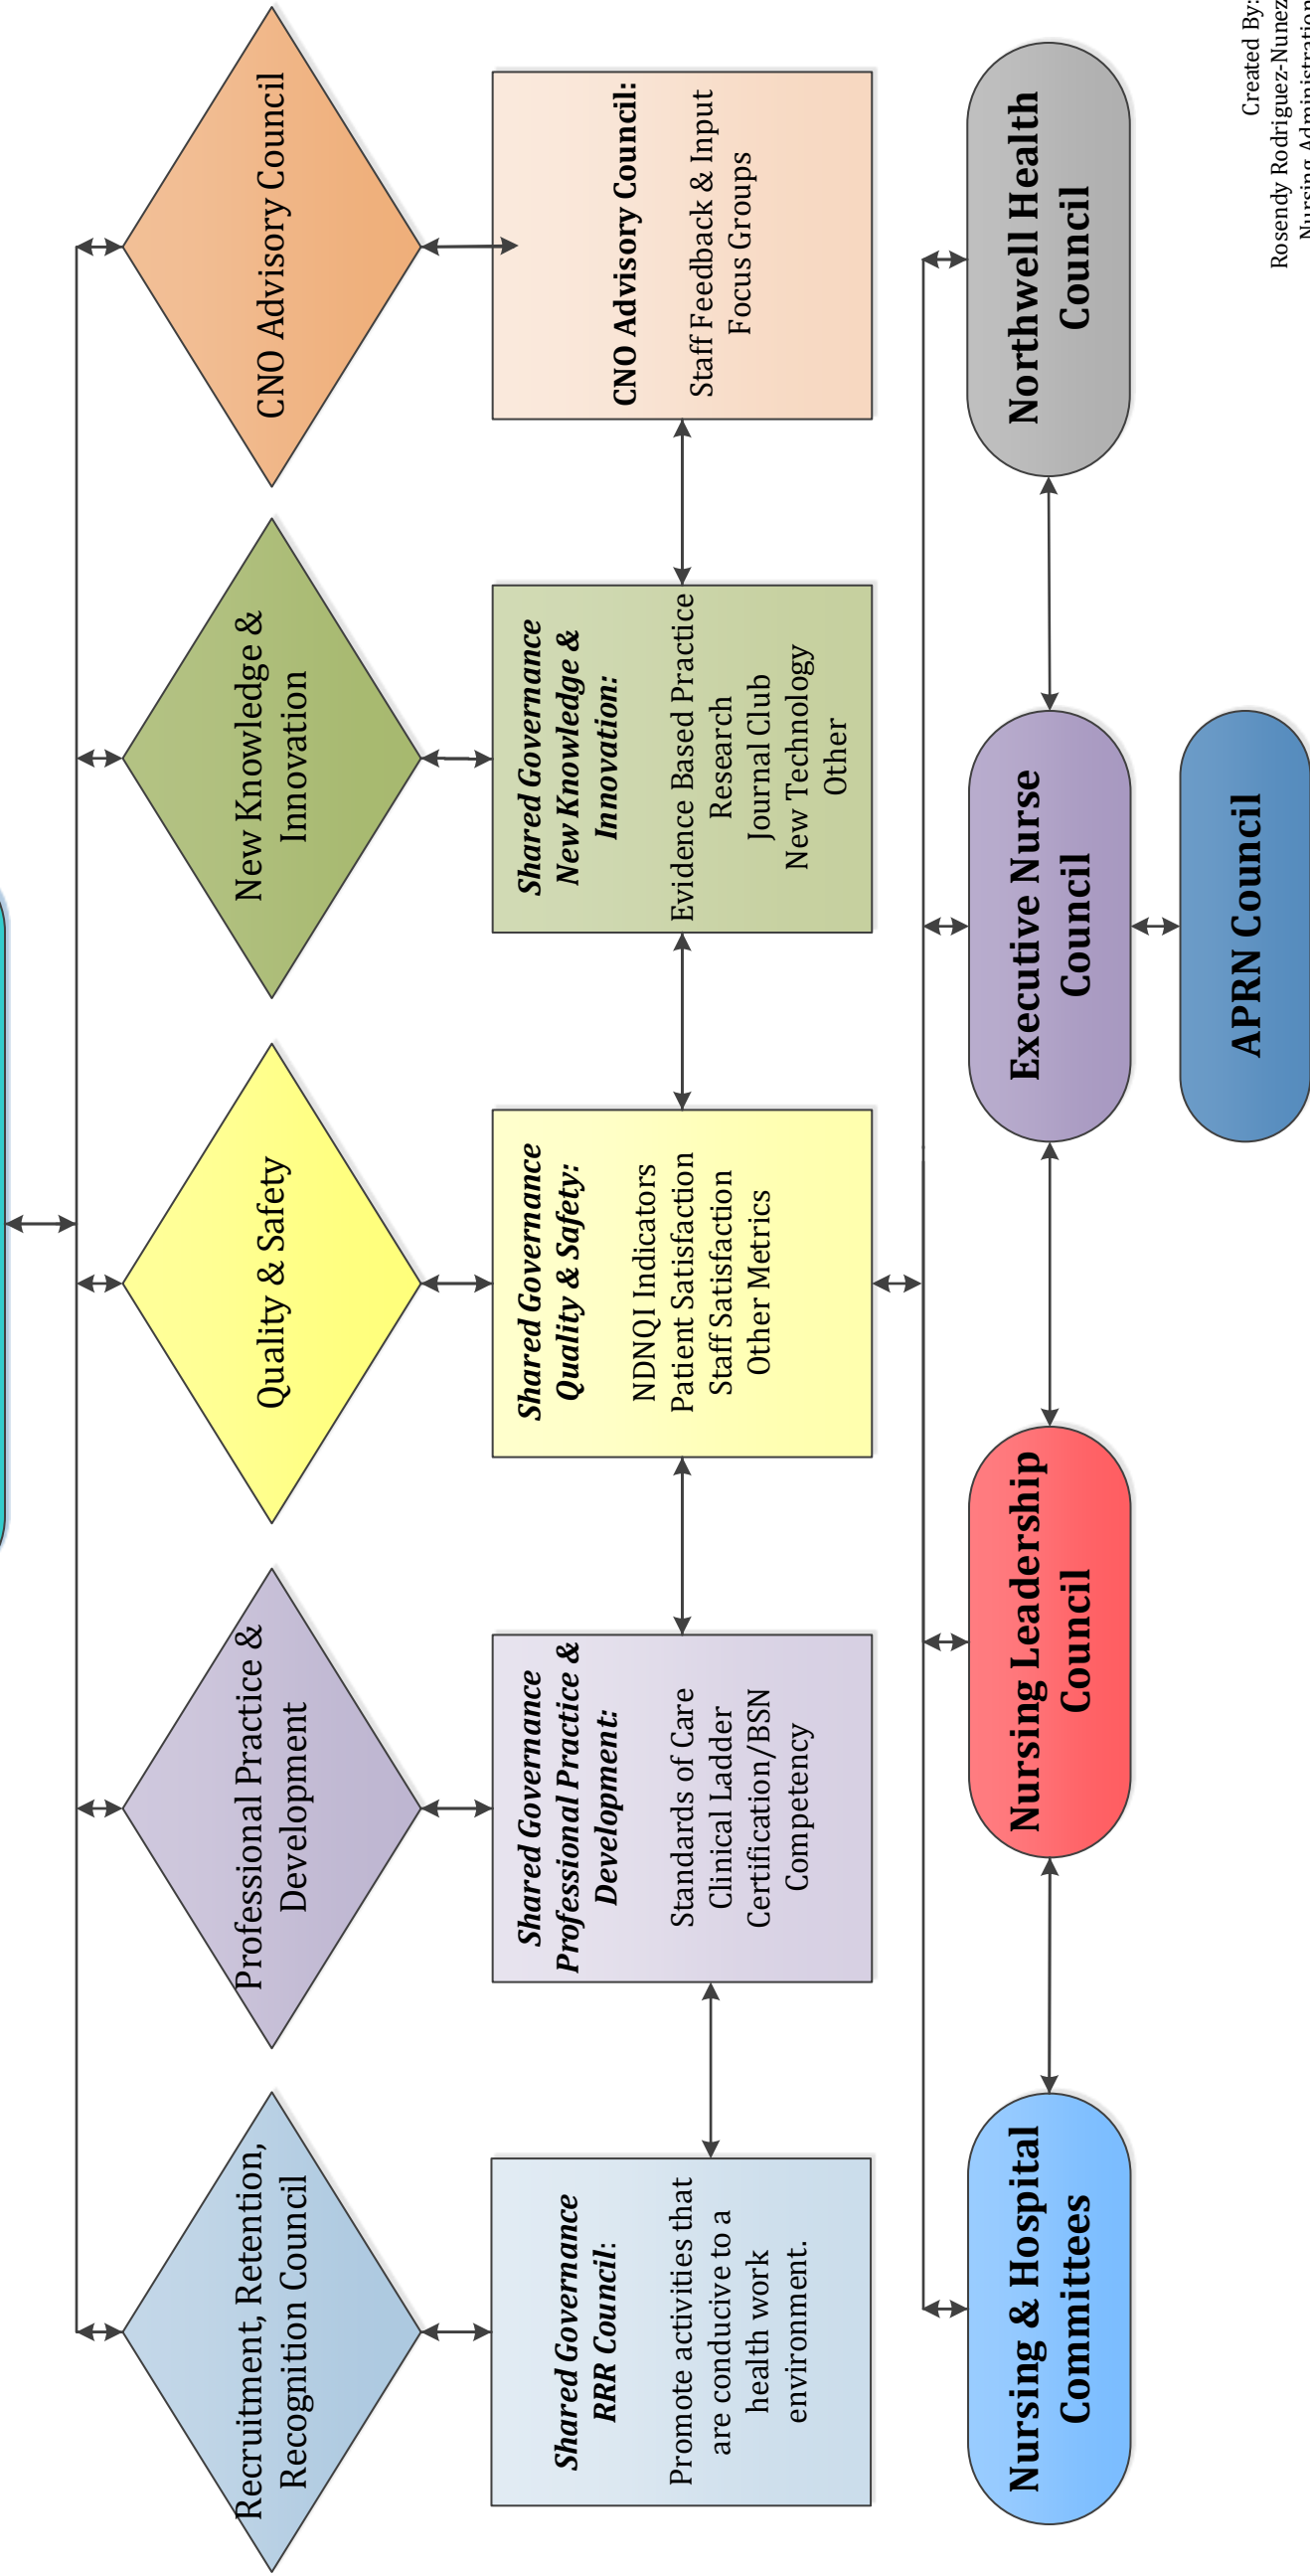 Recruitment, Retention,
Recognition Council
Professional Practice &
Development
Quality & Safety
New Knowledge &
Innovation
CNO Advisory Council
Shared Governance
RRR Council:
Promote activities that
are conducive to a
health work
environment.
Shared Governance
Professional Practice &
Development:
Standards of Care
Clinical Ladder
Certification/BSN
Competency
Shared Governance
Quality & Safety:
NDNQI Indicators
Patient Satisfaction
Staff Satisfaction
Other Metrics
Shared Governance
New Knowledge &
Innovation:
Evidence Based Practice
Research
Journal Club
New Technology
Other
CNO Advisory Council:
Staff Feedback & Input
Focus Groups
Nursing & Hospital
Committees
Nursing Leadership
Council
Executive Nurse
Council
Northwell Health
Council
APRN Council
Created By:
Rosendy Rodriguez-Nunez
Nursing Administration